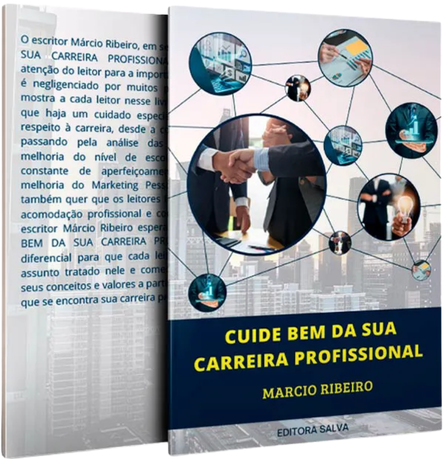 O escritor Márcio Ribeiro, em
SUA CARREIRA PROFISSIONAL
atenção do leitor para a
é negligenciado por muitos
mostra a cada leitor nesse
que haja um cuidado
respeito à carreira, desde a
passando pela análise das
melhoria do nível de
constante de
melhoria do Marketing
também quer que os leitores
acomodação profissional e
escritor Márcio Ribeiro
BEM DA SUA CARREIRA
diferencial para que cada
assunto tratado nele e
seus conceitos e valores a
que se encontra sua carreira
CUIDE BEM DA SUA
CARREIRA PROFISSIONAL
MARCIO RIBEIRO
EDITORA SALVA